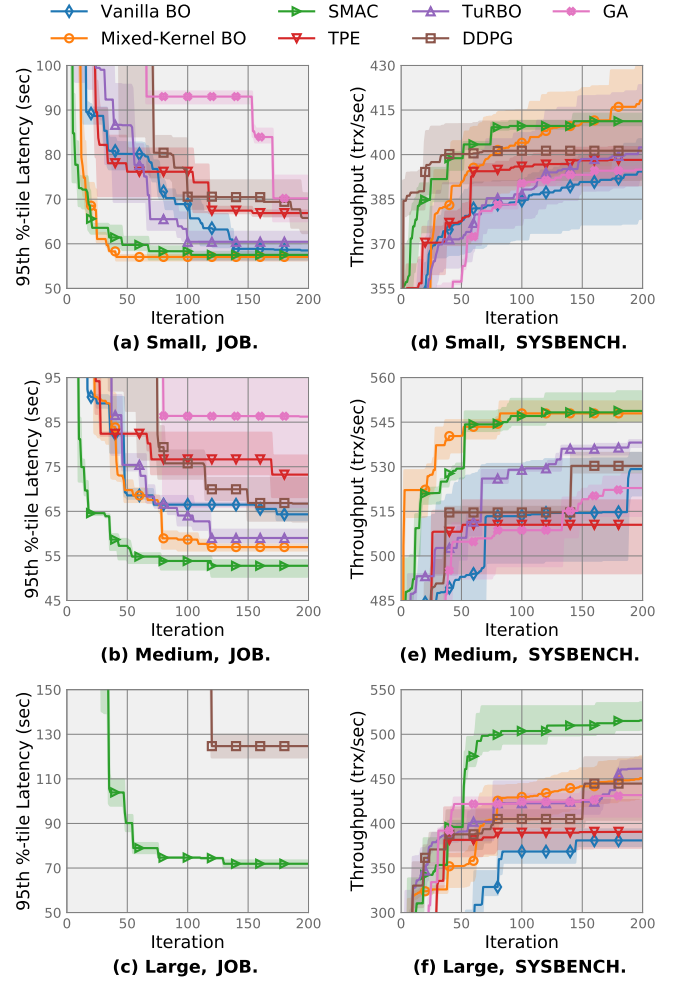 Vanilla BO SMAC TuRBO GA
Mixed-Kernel BO TPE DDPG
95th %-tile Latency (sec)
100
90
80
70
60
50
0 50 100 150 200
Iteration
(a) Small, JOB.
Throughput (trx/sec)
430
415
400
385
370
355
0 50 100 150 200
Iteration
(d) Small, SYSBENCH.
95th %-tile Latency (sec)
95
85
75
65
55
45
0 50 100 150 200
Iteration
(b) Medium, JOB.
Throughput (trx/sec)
560
545
530
515
500
485
0 50 100 150 200
Iteration
(e) Medium, SYSBENCH.
95th %-tile Latency (sec)
150
130
110
90
70
50
0 50 100 150 200
Iteration
(c) Large, JOB.
Throughput (trx/sec)
550
500
450
400
350
300
0 50 100 150 200
Iteration
(f) Large, SYSBENCH.